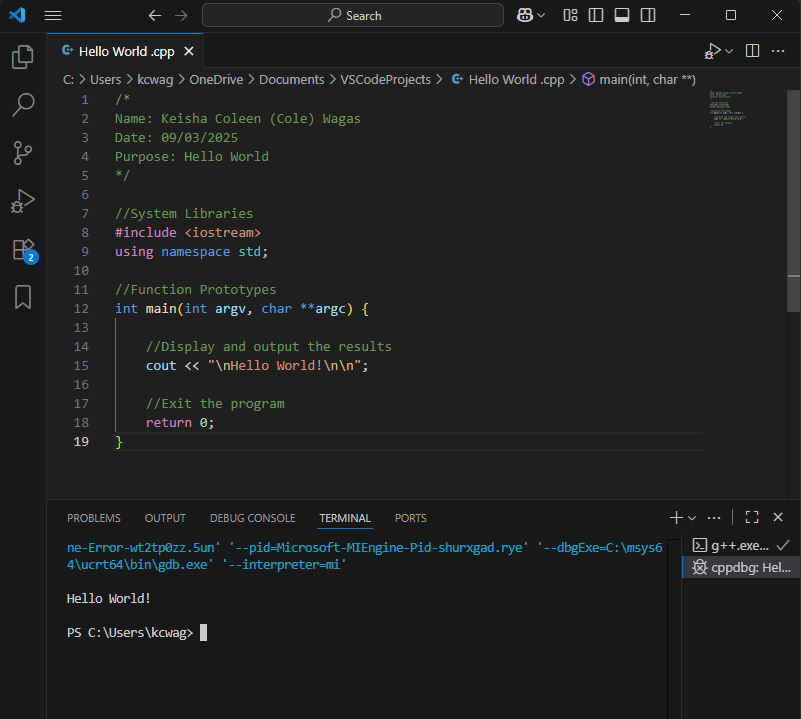 Search
Hello World .cpp
C: > Users > kcwag > OneDrive > Documents > VSCodeProjects > Hello World .cpp > main(int, char **)
1 /*
2 Name: Keisha Coleen (Cole) Wagas
3 Date: 09/03/2025
4 Purpose: Hello World
5 */
6
7 //System Libraries
8 #include <iostream>
9 using namespace std;
10
11 //Function Prototypes
12 int main(int argv, char **argc) {
13
14 //Display and output the results
15 cout << "\nHello World!\n\n";
16
17 //Exit the program
18 return 0;
19 }
2
PROBLEMS OUTPUT DEBUG CONSOLE TERMINAL PORTS
ne-Error-wt2tp0zz.5un' '--pid=Microsoft-MIEngine-Pid-shurxgad.rye' '--dbgExe=C:\msys6
4\ucrt64\bin\gdb.exe' '--interpreter=mi'
Hello World!
PS C:\Users\kcwag>
g++.exe...
cppdbg: Hel...